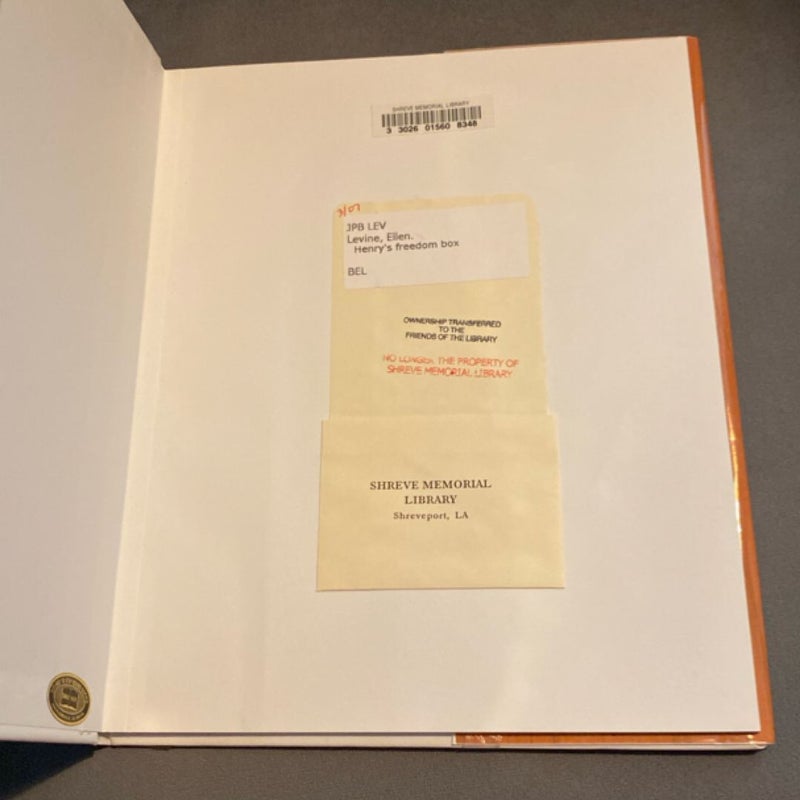 SHREVE MEMORIAL LIBRARY
3 3026 01560 8348
3/07
JPB LEV
Levine, Ellen.
Henry's freedom box
BEL
OWNERSHIP TRANSFERRED
TO THE
FRIENDS OF THE LIBRARY
NO LONGER THE PROPERTY OF
SHREVE MEMORIAL LIBRARY
SHREVE MEMORIAL
LIBRARY
Shreveport, LA